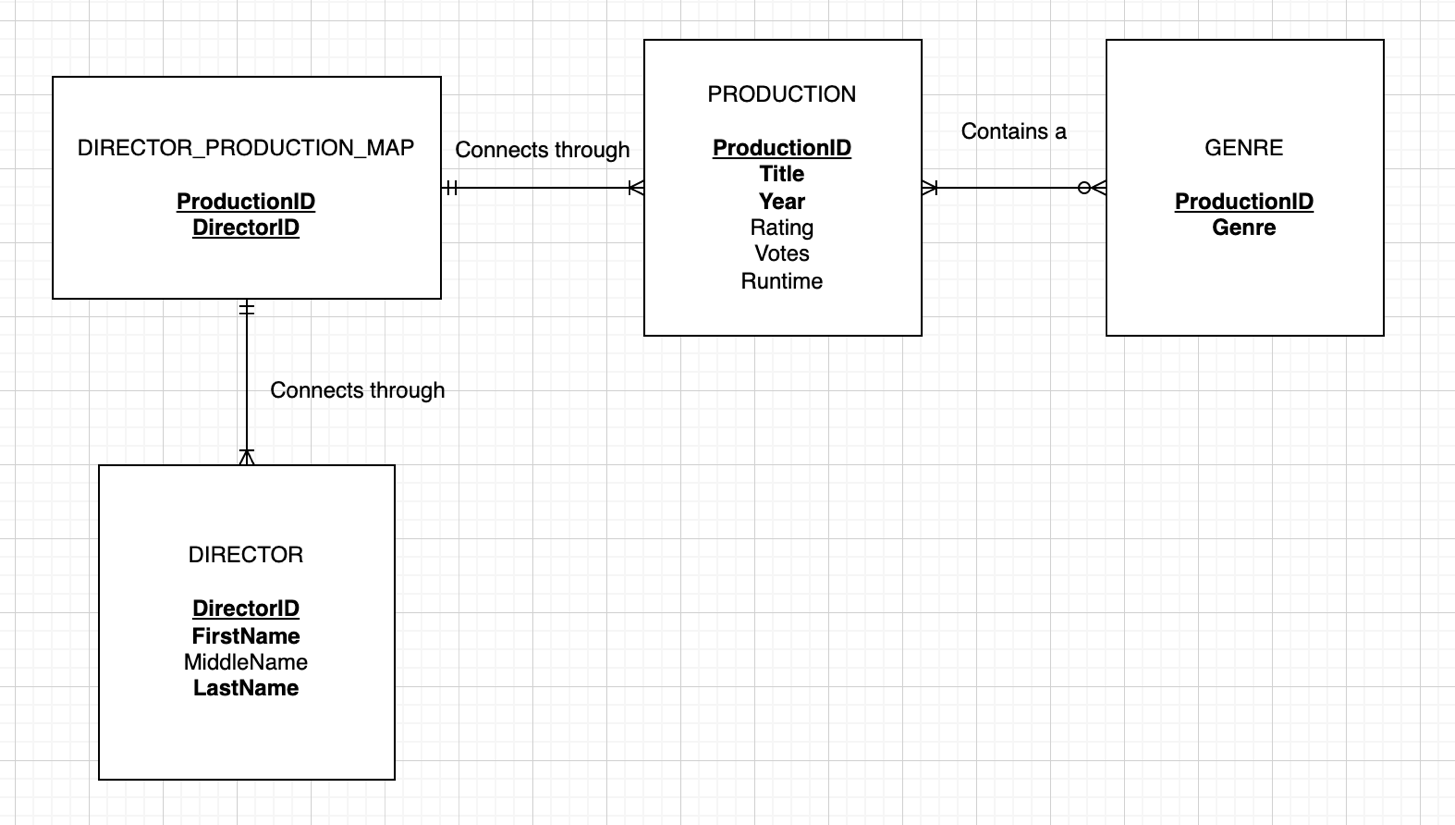 DIRECTOR_PRODUCTION_MAP
ProductionID
DirectorID
Connects through
PRODUCTION
ProductionID
Title
Year
Rating
Votes
Runtime
Contains a
GENRE
ProductionID
Genre
Connects through
DIRECTOR
DirectorID
FirstName
MiddleName
LastName